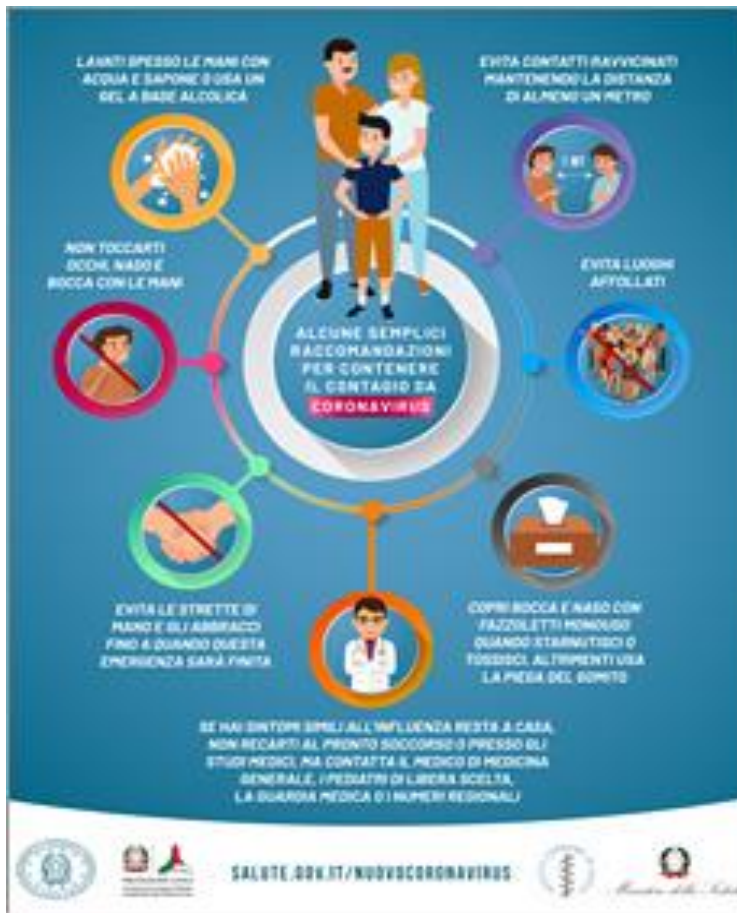 LAVATI SPESSO LE MANI CON
ACQUA E SAPONE O USA UN
GEL A BASE ALCOLICA
EVITA CONTATTI RAVVICINATI
MANTENENDO LA DISTANZA
DI ALMENO UN METRO
1 MT
NON TOCCARTI
OCCHI, NASO E
BOCCA CON LE MANI
EVITA LUOGHI
AFFOLLATI
ALCUNE SEMPLICI
RACCOMANDAZIONI
PER CONTENERE
IL CONTAGIO DA
CORONAVIRUS
EVITA LE STRETTE DI
MANO E GLI ABBRACCI
FINO A QUANDO QUESTA
EMERGENZA SARÀ FINITA
COPRI BOCCA E NASO CON
FAZZOLETTI MONOUSO
QUANDO STARNUTISCI O
TOSSISCI, ALTRIMENTI USA
LA PIEGA DEL GOMITO
SE HAI SINTOMI SIMILI ALL'INFLUENZA RESTA A CASA,
NON RECARTI AL PRONTO SOCCORSO O PRESSO GLI
STUDI MEDICI, MA CONTATTA IL MEDICO DI MEDICINA
GENERALE, I PEDIATRI DI LIBERA SCELTA,
LA GUARDIA MEDICA O I NUMERI REGIONALI
SALUTE.GOV.IT/NUOVOCORONAVIRUS
Ministero della Salute